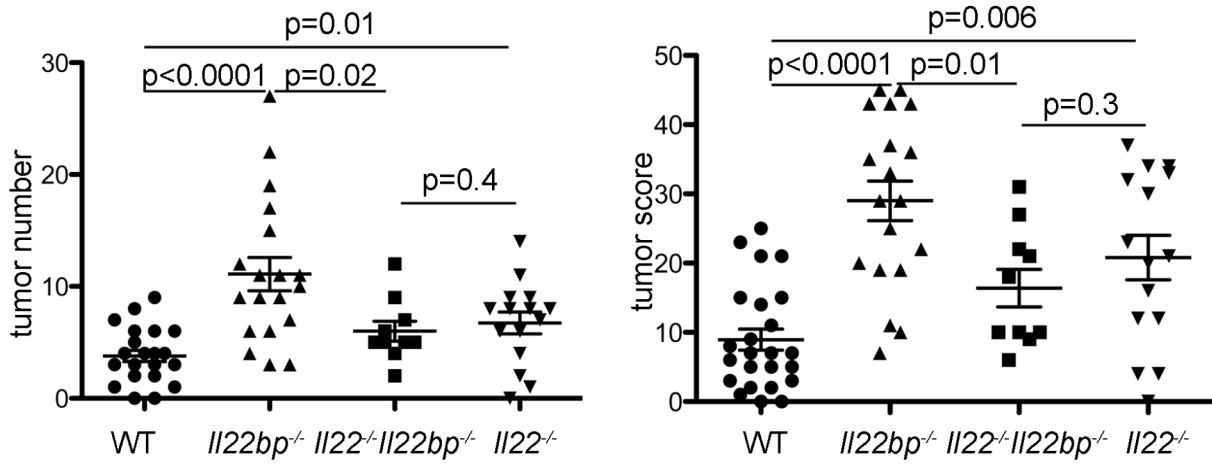 p=0.01
p<0.0001 p=0.02
p=0.4
30
20
10
0
tumor number
WT Il22bp-/- Il22-/-Il22bp-/- Il22-/-
p=0.006
p<0.0001 p=0.01
p=0.3
50
40
30
20
10
0
tumor score
WT Il22bp-/- Il22-/-Il22bp-/- Il22-/-